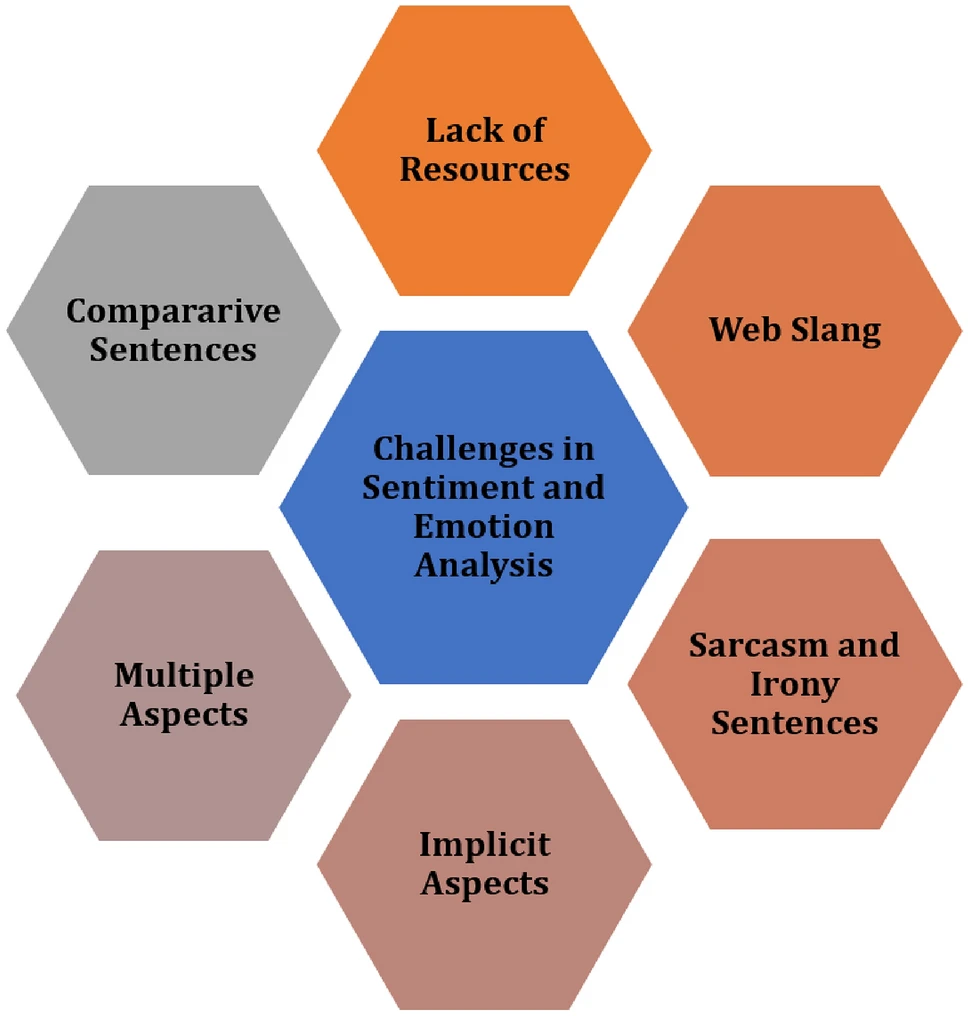 Lack of
Resources
Compararive
Sentences
Web Slang
Challenges in
Sentiment and
Emotion
Analysis
Multiple
Aspects
Sarcasm and
Irony
Sentences
Implicit
Aspects